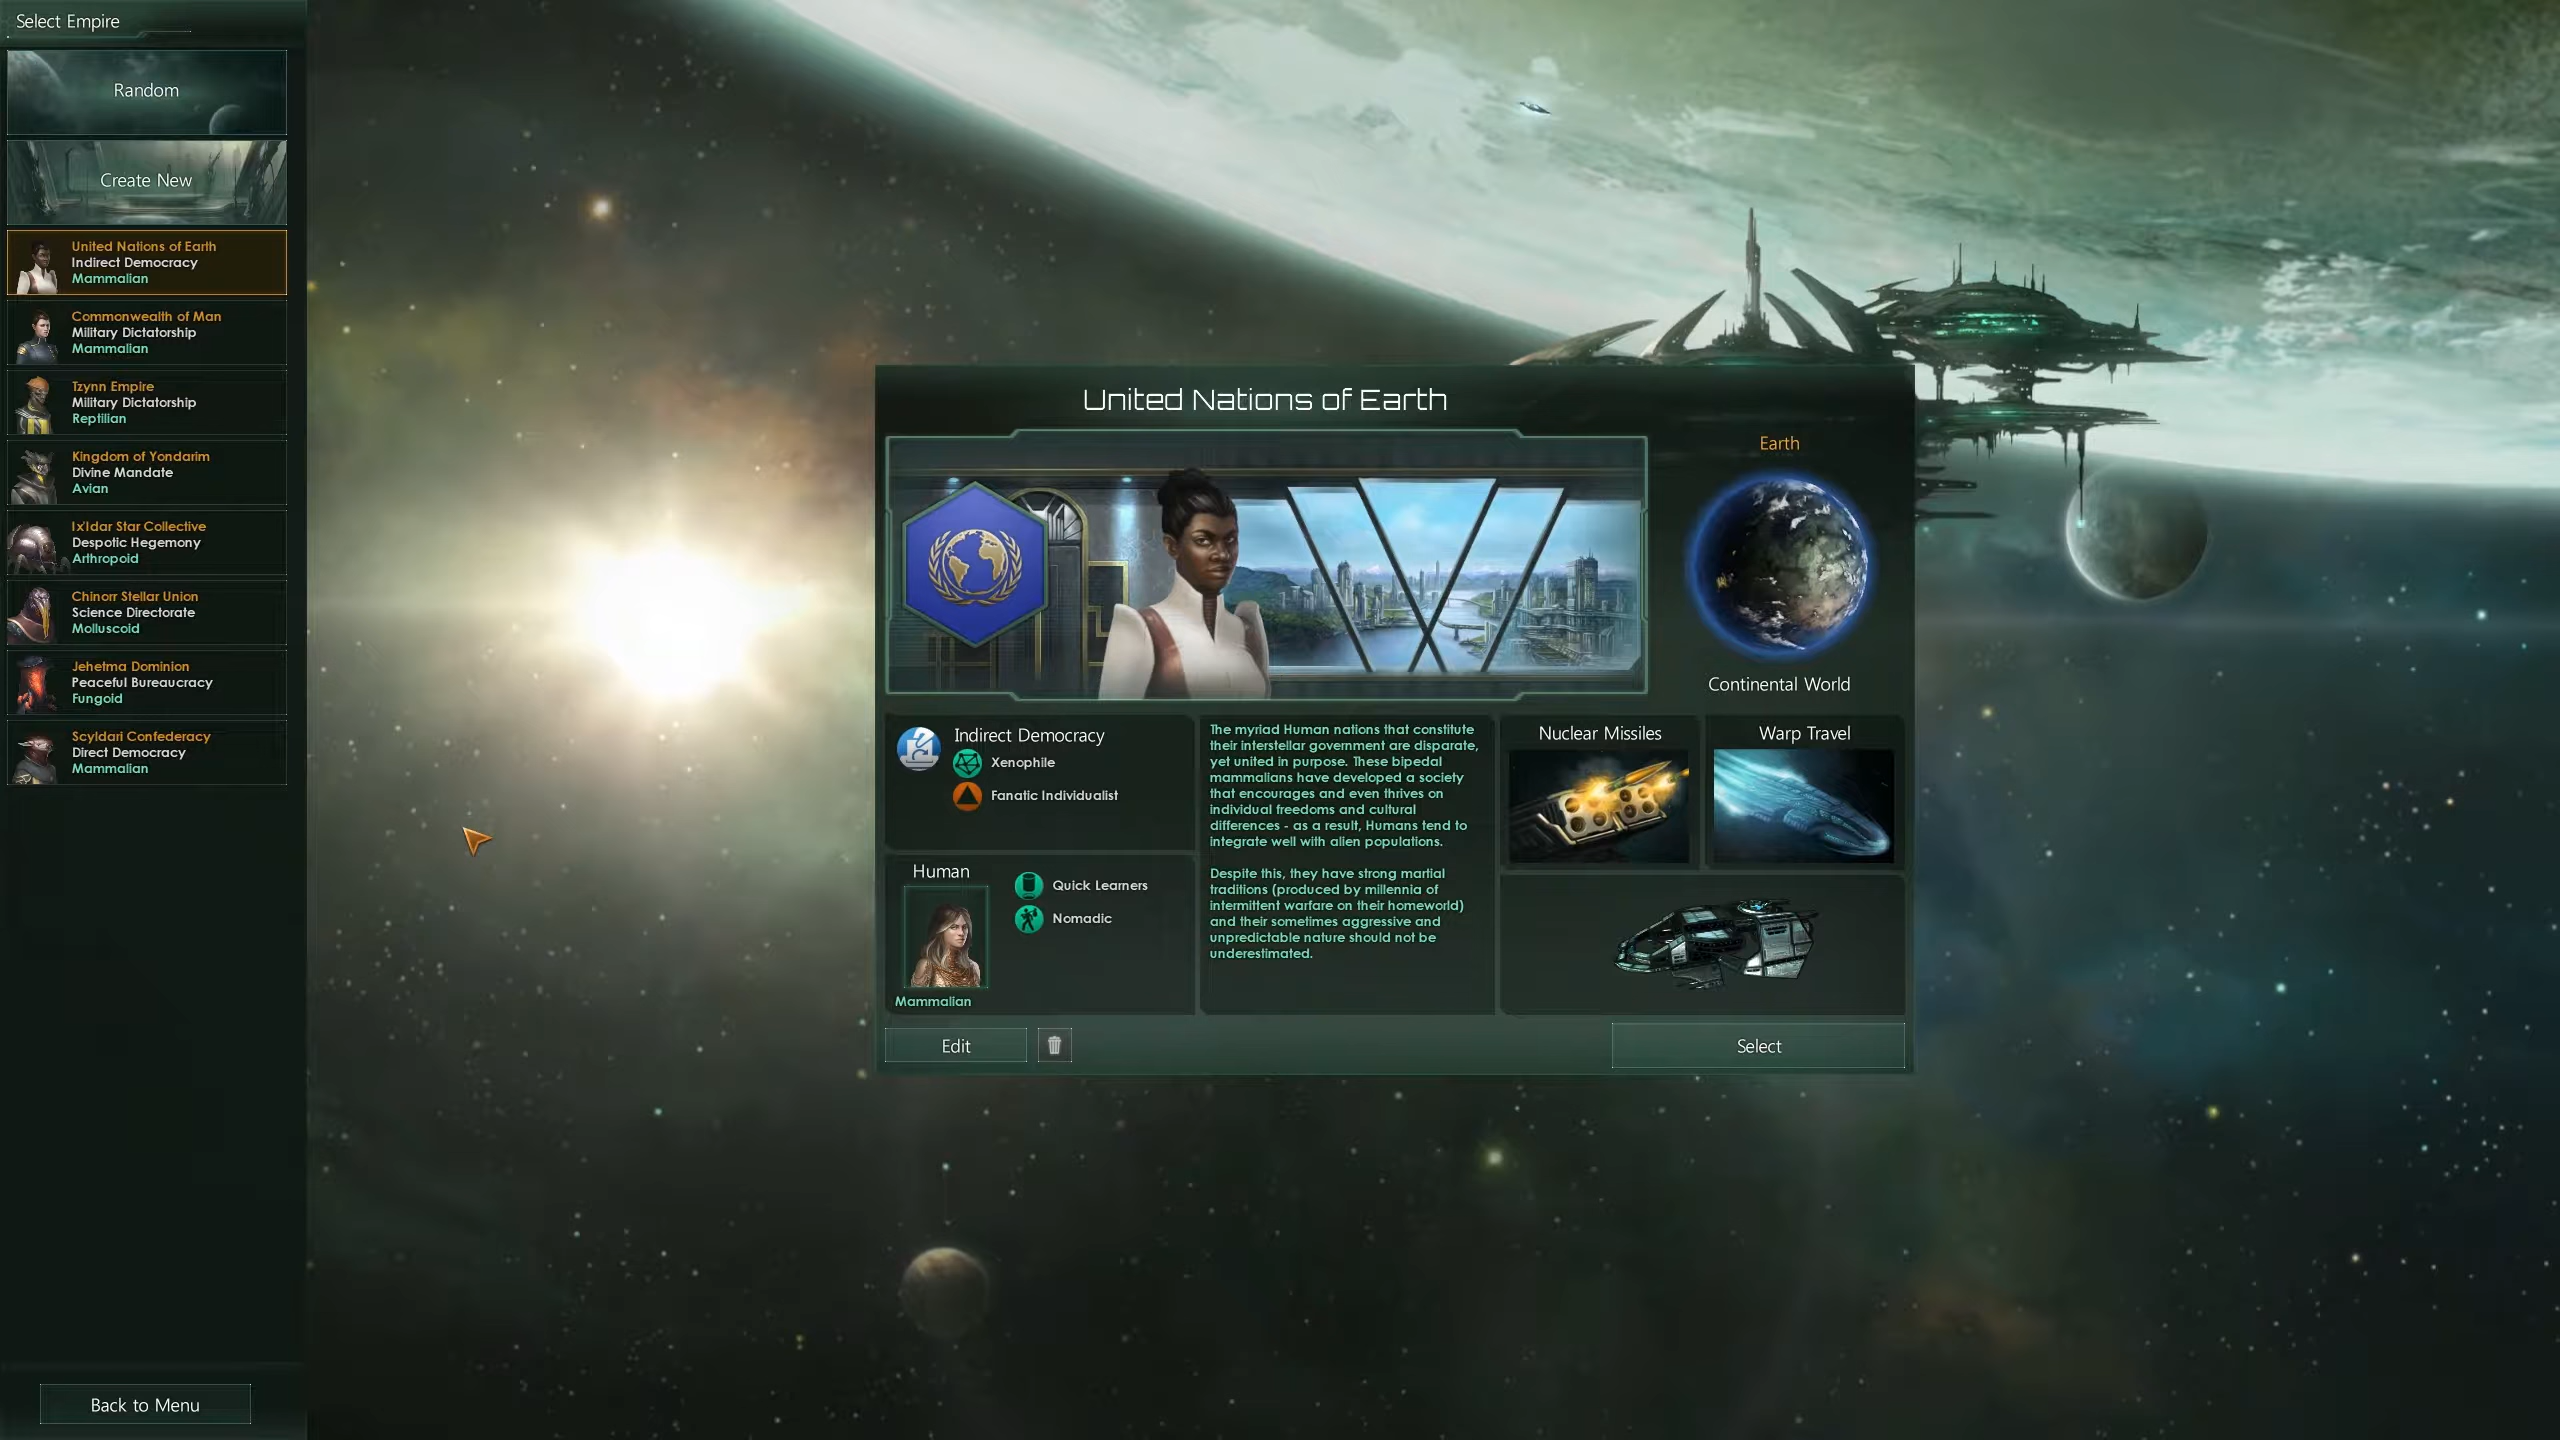 Select Empire
Random
Create New
United Nations of Earth
Indirect Democracy
Mammalian
Commonwealth of Man
Military Dictatorship
Mammalian
Tzynn Empire
Military Dictatorship
Reptilian
Kingdom of Yondarim
Divine Mandate
Avian
Ix'Idar Star Collective
Despotic Hegemony
Arthropoid
Chinorr Stellar Union
Science Directorate
Molluscoid
Jehetma Dominion
Peaceful Bureaucracy
Fungoid
Scyldari Confederacy
Direct Democracy
Mammalian
Back to Menu
United Nations of Earth
Earth
Continental World
Indirect Democracy
Xenophile
Fanatic Individualist
Human
Quick Learners
Nomadic
Mammalian
The myriad Human nations that constitute
their interstellar government are disparate,
yet united in purpose. These bipedal
mammalians have developed a society
that encourages and even thrives on
individual freedoms and cultural
differences - as a result, Humans tend to
integrate well with alien populations.
Despite this, they have strong martial
traditions (produced by millennia of
intermittent warfare on their homeworld)
and their sometimes aggressive and
unpredictable nature should not be
underestimated.
Nuclear Missiles
Warp Travel
Edit
Select